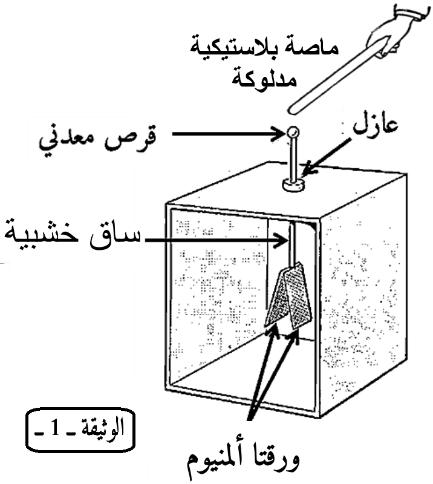 ماصة بلاستيكية
مدلوكة
عازل
قرص معدني
ساق خشبية
ورقتا ألمنيوم
الوثيقة ـ 1 ـ